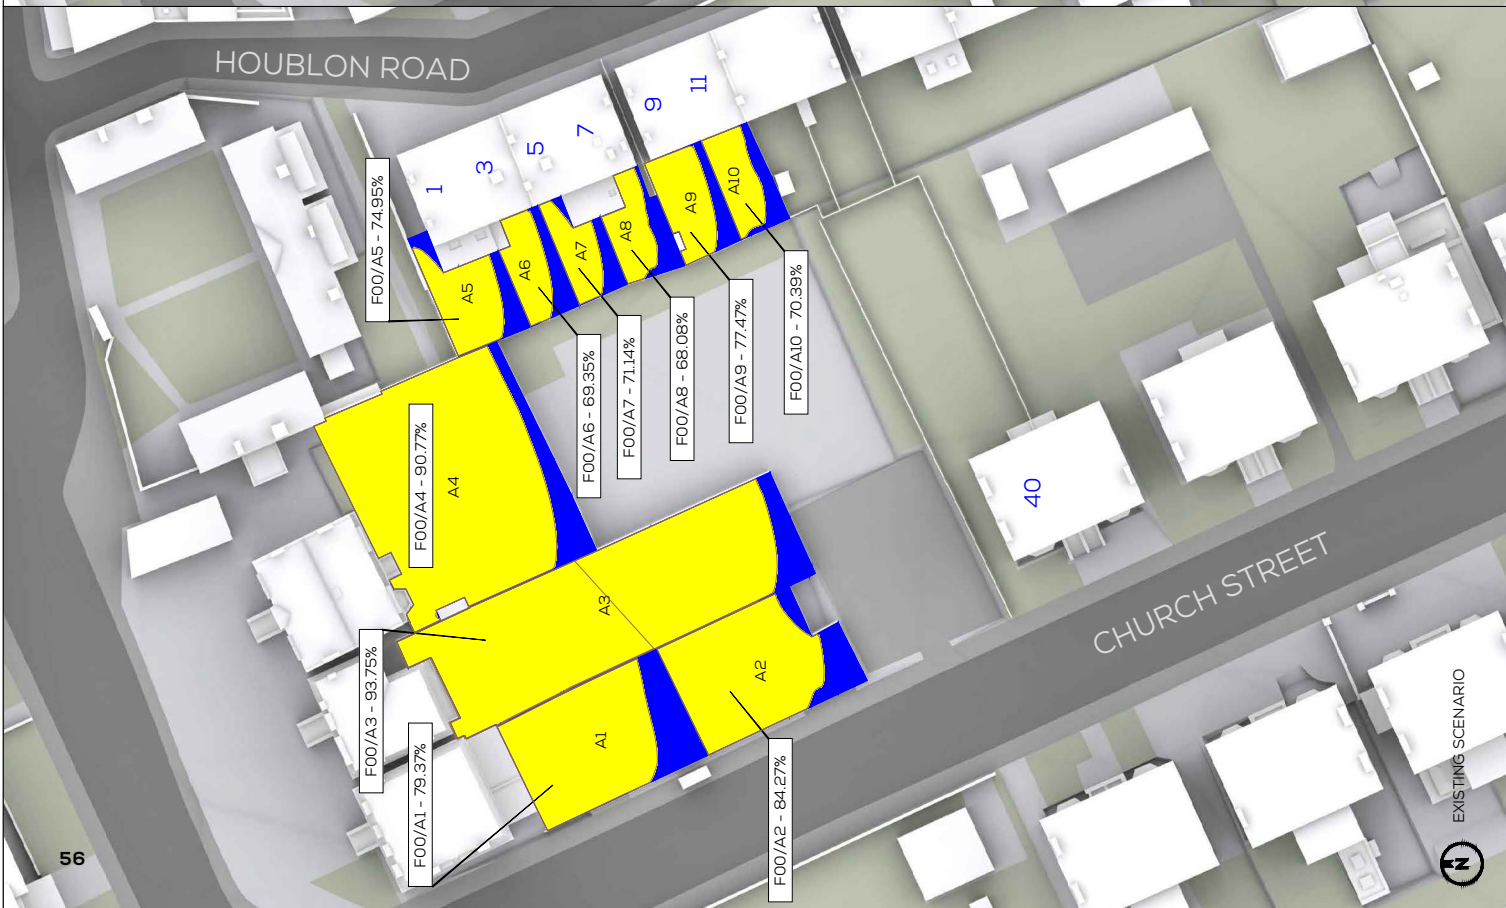 HOUBLON ROAD
1
3
5
7
9
11
F00/A5 - 74.95%
A5
A6
A7
A8
A9
A10
F00/A6 - 69.35%
F00/A7 - 71.14%
F00/A8 - 68.08%
F00/A9 - 77.47%
F00/A10 - 70.39%
F00/A4 - 90.77%
A4
A3
F00/A3 - 93.75%
F00/A1 - 79.37%
A1
A2
F00/A2 - 84.27%
40
CHURCH STREET
EXISTING SCENARIO
N
56